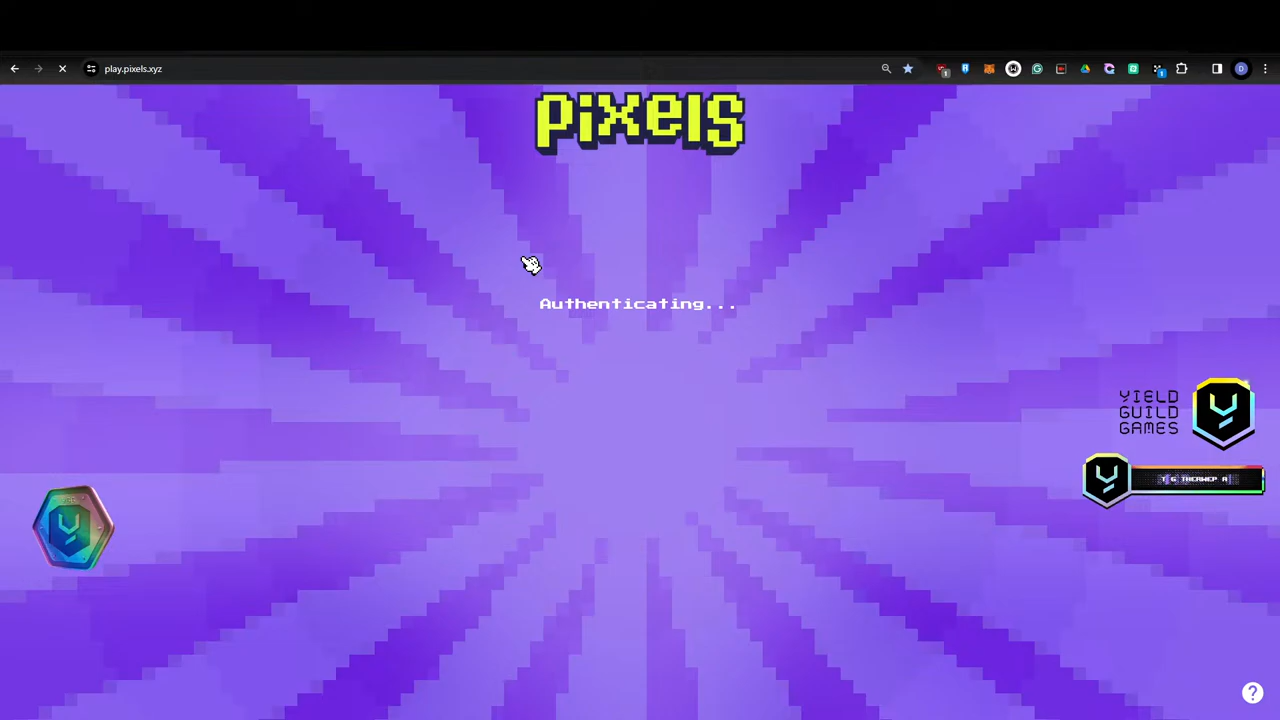 play.pixels.xyz
pixels
Authenticating...
YIELD
GUILD
GAMES